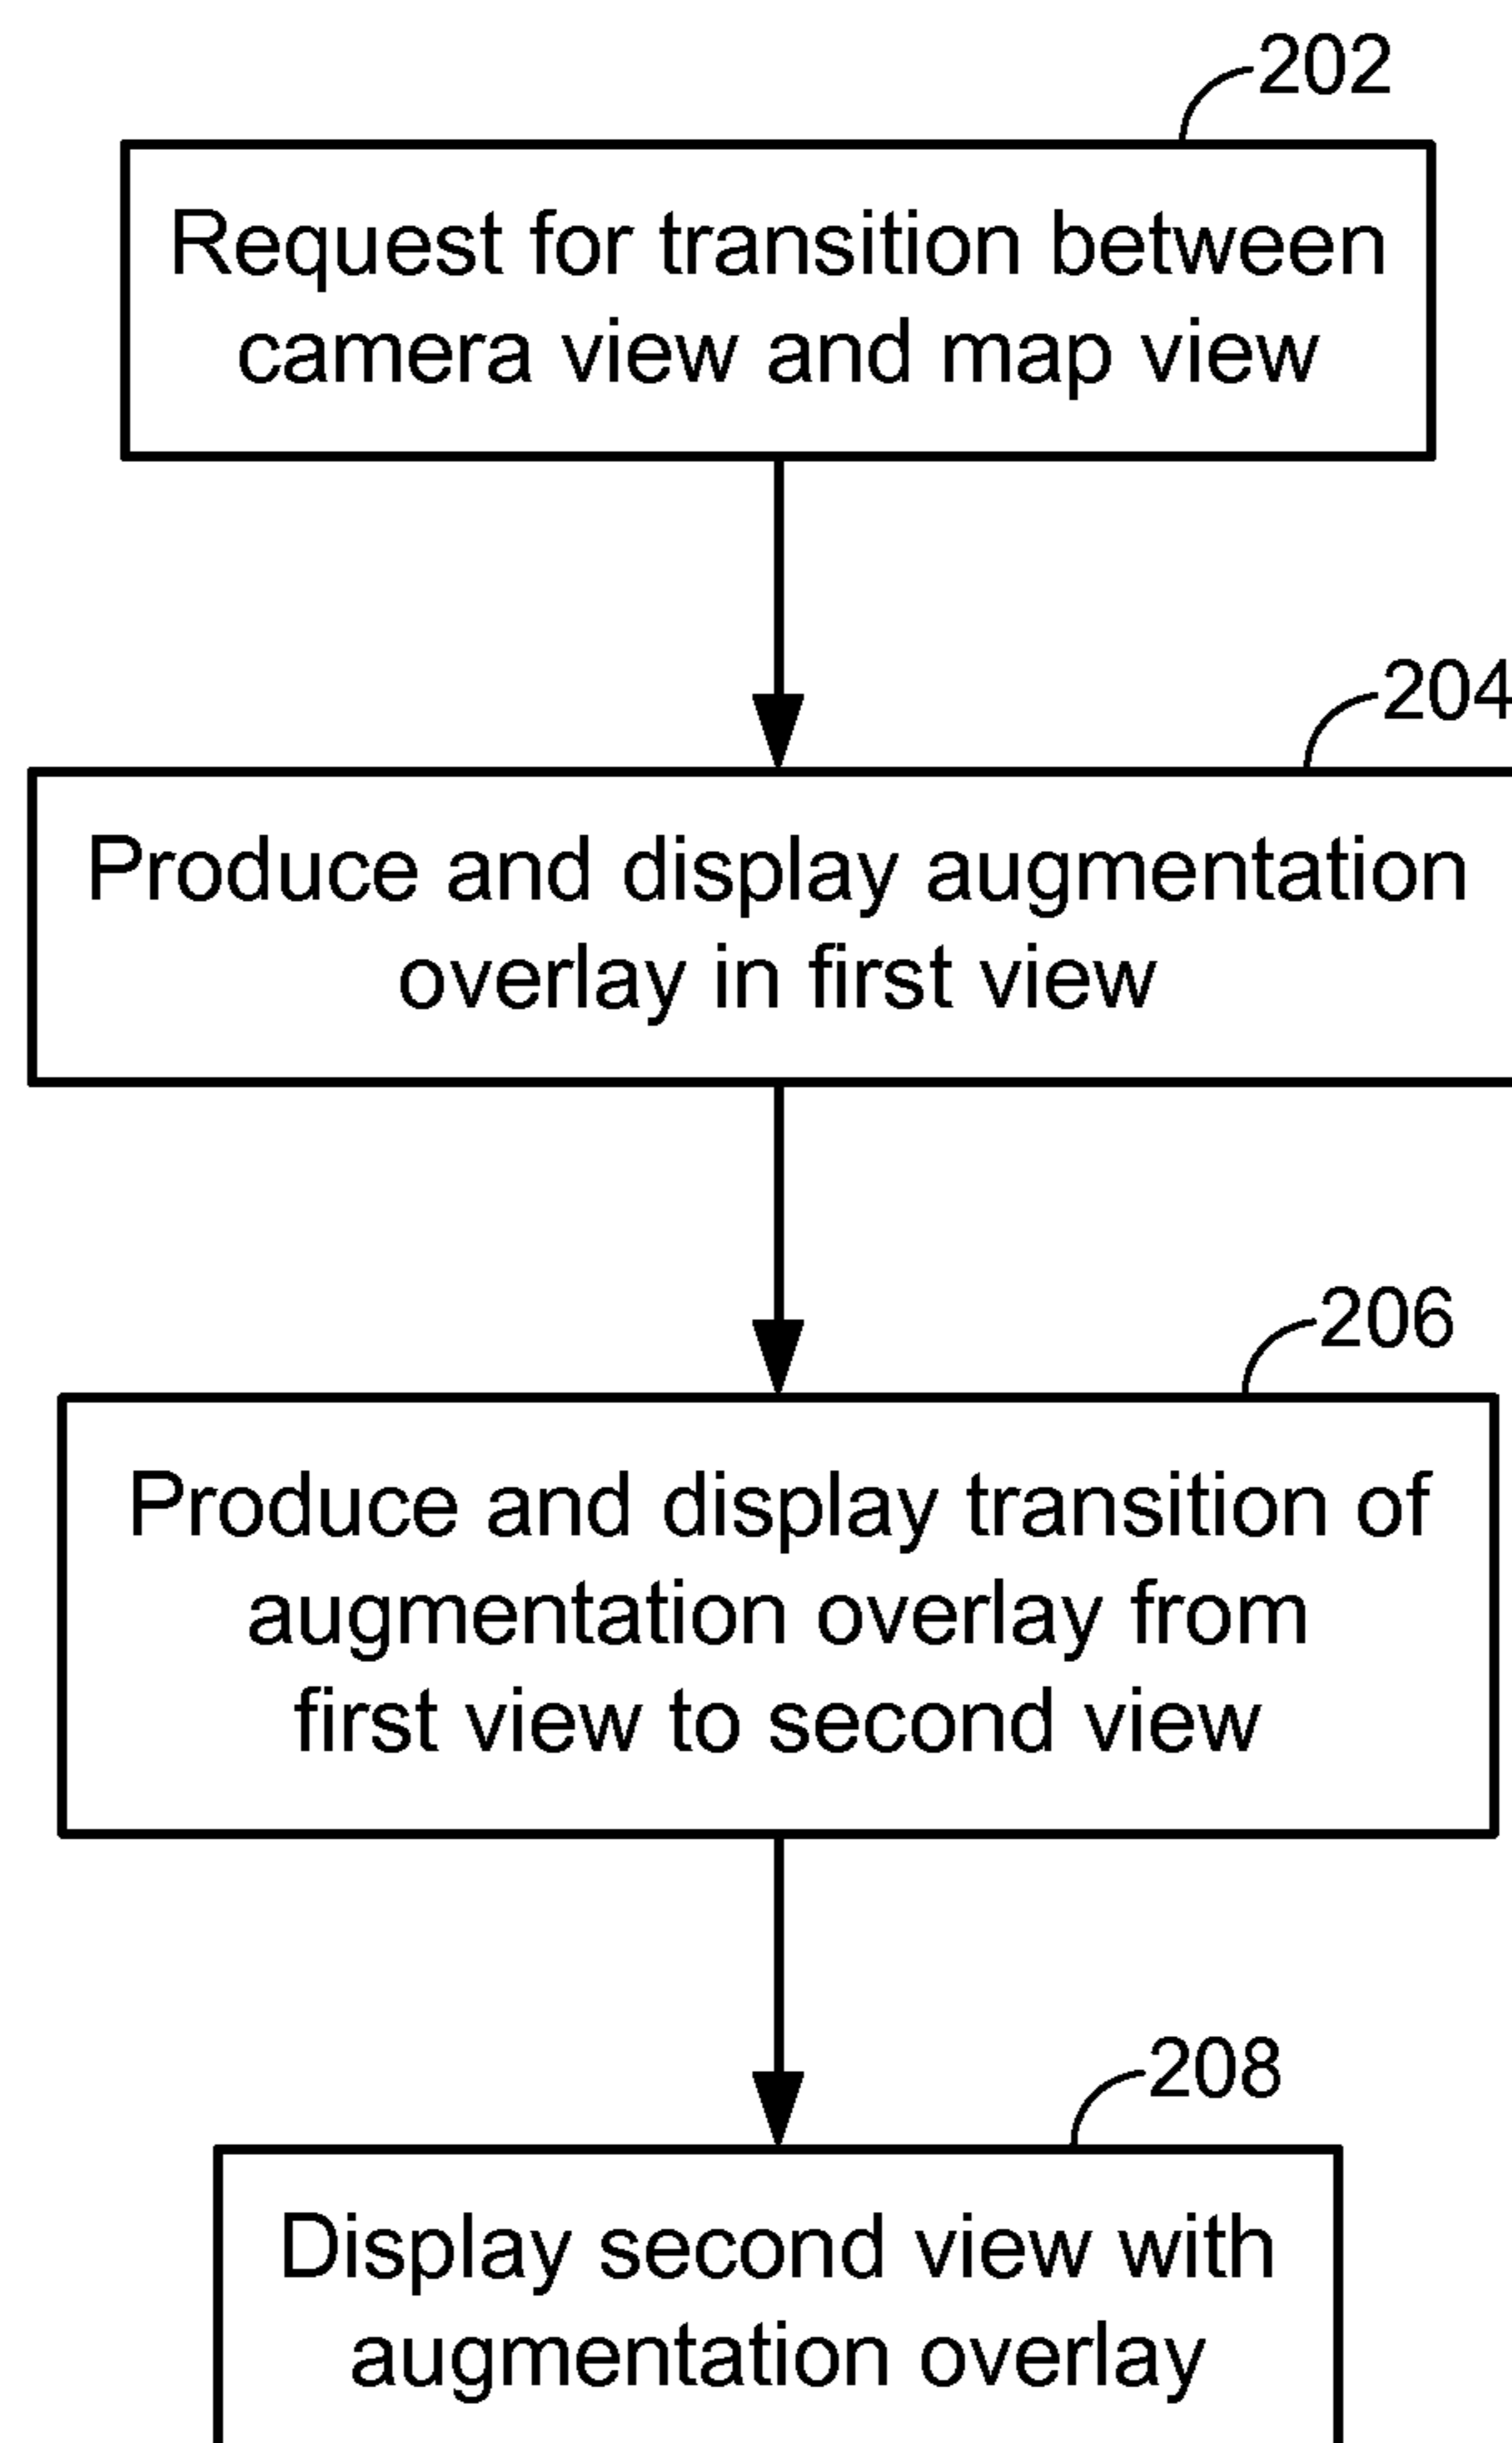 202
Request for transition between
camera view and map view
204
Produce and display augmentation
overlay in first view
206
Produce and display transition of
augmentation overlay from
first view to second view
208
Display second view with
augmentation overlay